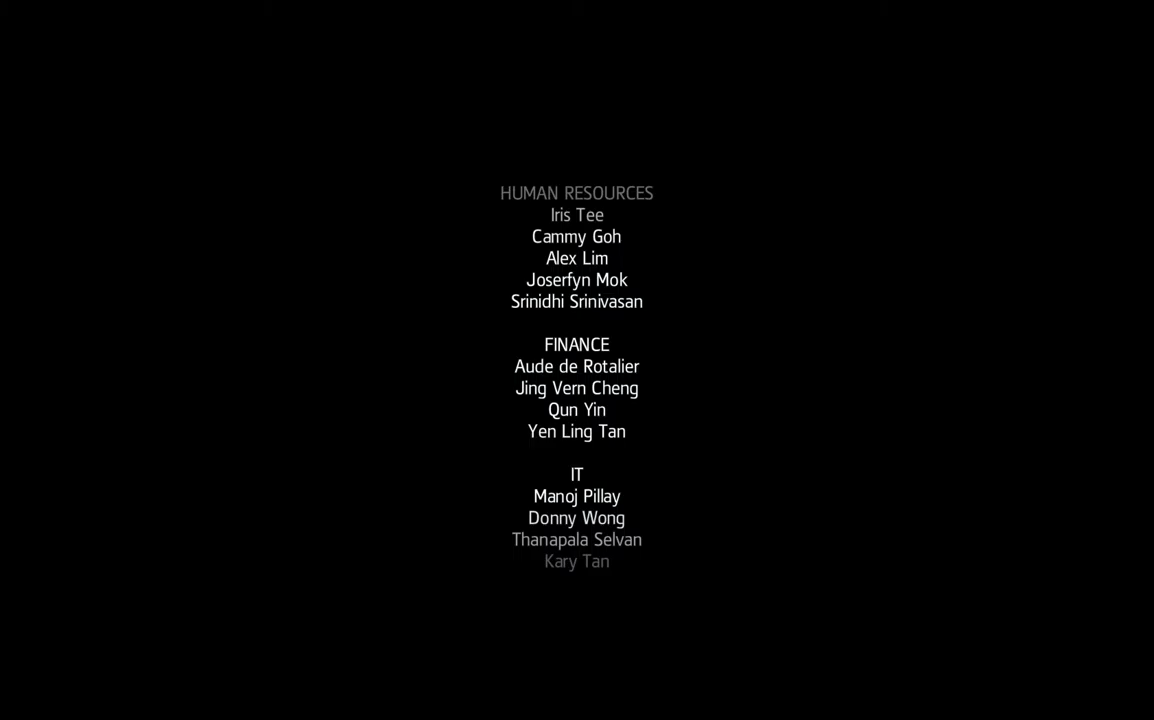 HUMAN RESOURCES
Iris Tee
Cammy Goh
Alex Lim
Joserfyn Mok
Srinidhi Srinivasan
FINANCE
Aude de Rotalier
Jing Vern Cheng
Qun Yin
Yen Ling Tan
IT
Manoj Pillay
Donny Wong
Thanapala Selvan
Kary Tan